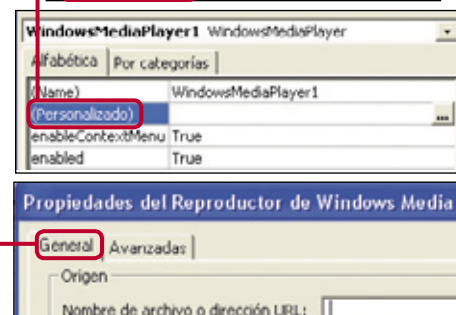 WindowsMediaPlayer1 WindowsMediaPlayer
Alfabética Por categorías
(Name) WindowsMediaPlayer1
(Personalizado) ...
enableContextMenu True
enabled True
Propiedades del Reproductor de Windows Media
General Avanzadas
Origen
Nombre de archivo o dirección URL: